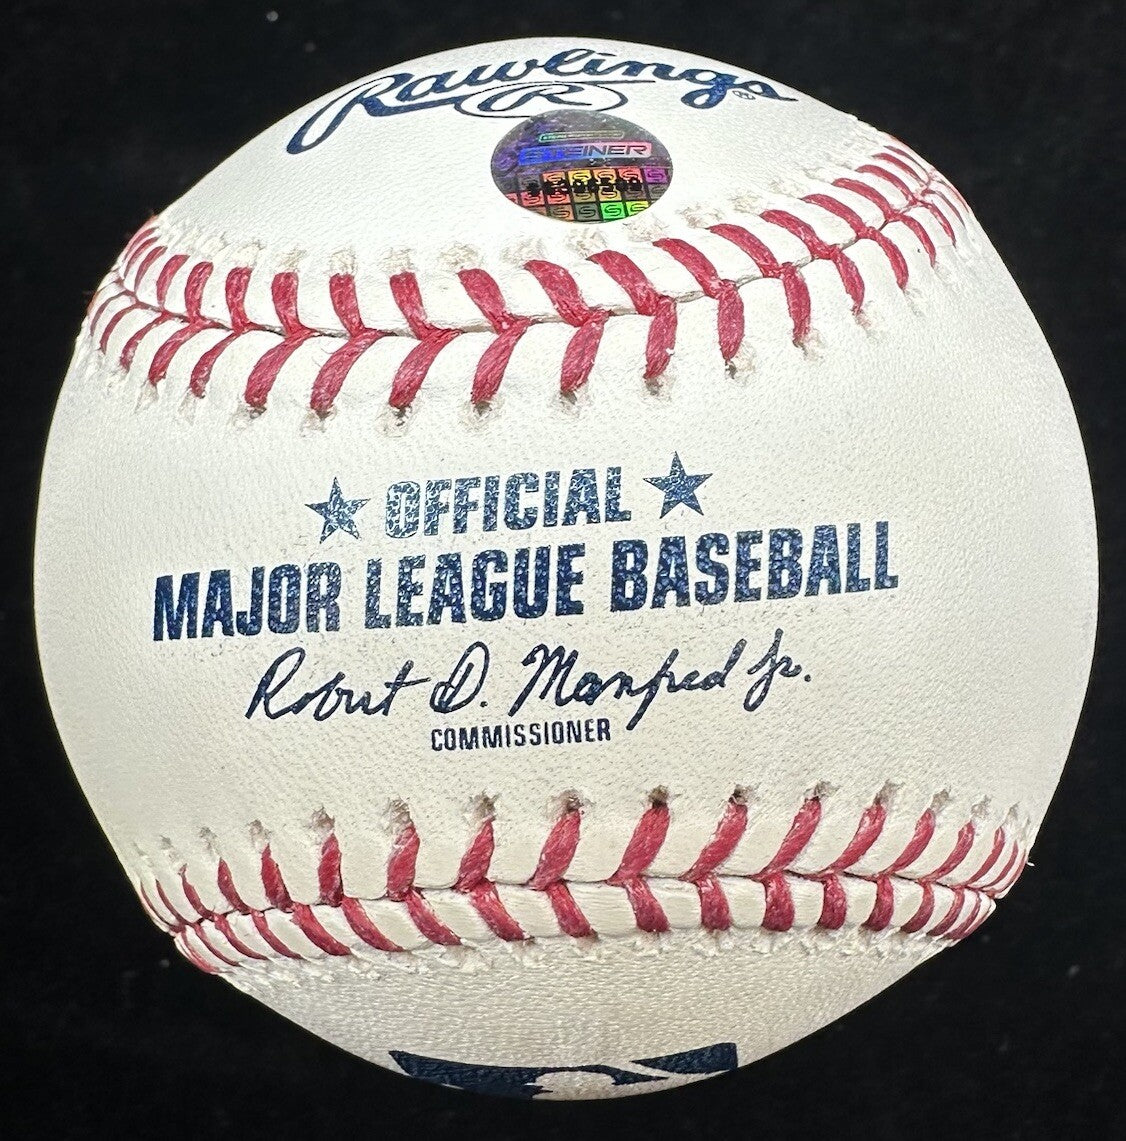 Rawlings ®
R
STEINER
OFFICIAL
MAJOR LEAGUE BASEBALL
Robert D. Manfred Jr.
COMMISSIONER